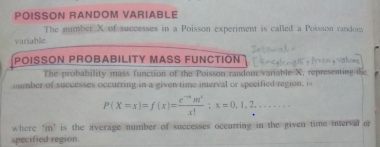 POISSON RANDOM VARIABLE
The number X of successes in a Poisson experiment is called a Poisson random
variable.
Interval
POISSON PROBABILITY MASS FUNCTION
The probability mass function of the Poisson random variable X, representing the
number of successes occurring in a given time interval or specified region, is
P(X=x)=f(x)=e⁻ᵐmˣ/x! ; x=0, 1, 2, ........
where 'm' is the average number of successes occurring in the given time interval or
specified region.